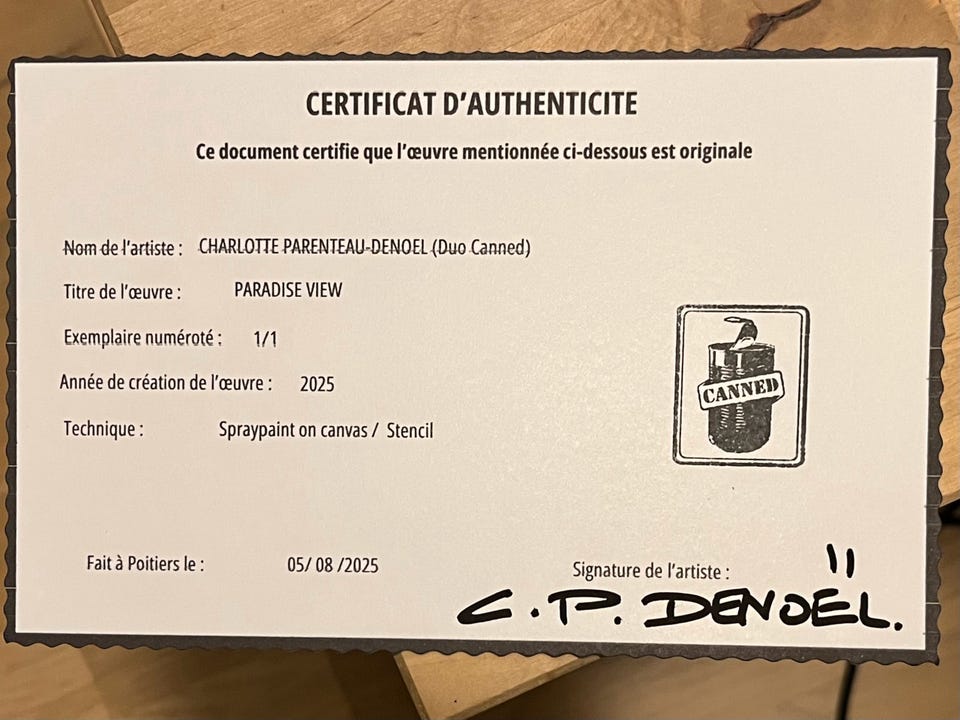 CERTIFICAT D'AUTHENTICITE
Ce document certifie que l'œuvre mentionnée ci-dessous est originale
Nom de l'artiste : CHARLOTTE PARENTEAU-DENOEL (Duo Canned)
Titre de l'œuvre : PARADISE VIEW
Exemplaire numéroté : 1/1
Année de création de l'œuvre : 2025
Technique : Spraypaint on canvas / Stencil
CANNED
Fait à Poitiers le : 05/ 08 /2025
Signature de l'artiste :
C.P. DENOËL.